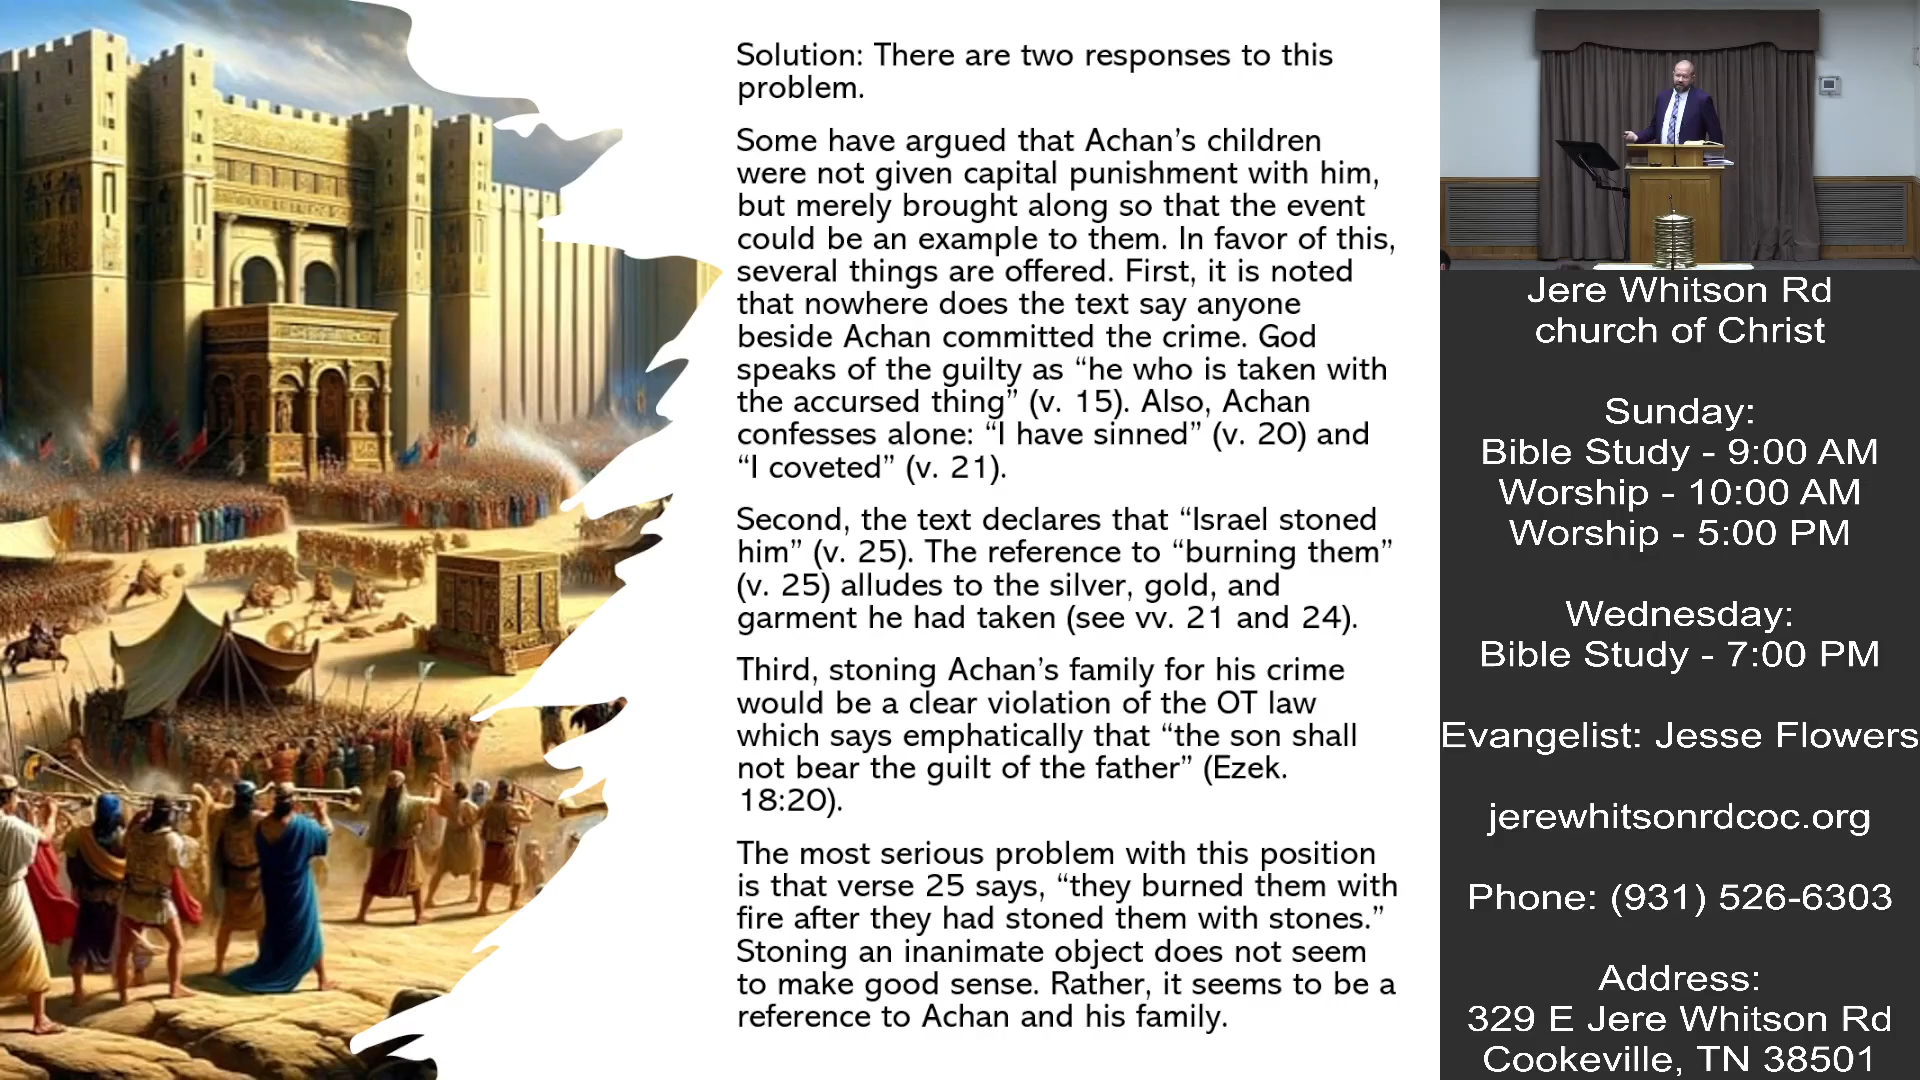 Solution: There are two responses to this
problem.
Some have argued that Achan’s children
were not given capital punishment with him,
but merely brought along so that the event
could be an example to them. In favor of this,
several things are offered. First, it is noted
that nowhere does the text say anyone
beside Achan committed the crime. God
speaks of the guilty as “he who is taken with
the accursed thing” (v. 15). Also, Achan
confesses alone: “I have sinned” (v. 20) and
“I coveted” (v. 21).
Second, the text declares that “Israel stoned
him” (v. 25). The reference to “burning them”
(v. 25) alludes to the silver, gold, and
garment he had taken (see vv. 21 and 24).
Third, stoning Achan’s family for his crime
would be a clear violation of the OT law
which says emphatically that “the son shall
not bear the guilt of the father” (Ezek.
18:20).
The most serious problem with this position
is that verse 25 says, “they burned them with
fire after they had stoned them with stones.”
Stoning an inanimate object does not seem
to make good sense. Rather, it seems to be a
reference to Achan and his family.
Jere Whitson Rd
church of Christ
Sunday:
Bible Study - 9:00 AM
Worship - 10:00 AM
Worship - 5:00 PM
Wednesday:
Bible Study - 7:00 PM
Evangelist: Jesse Flowers
jerewhitsonrdcoc.org
Phone: (931) 526-6303
Address:
329 E Jere Whitson Rd
Cookeville, TN 38501